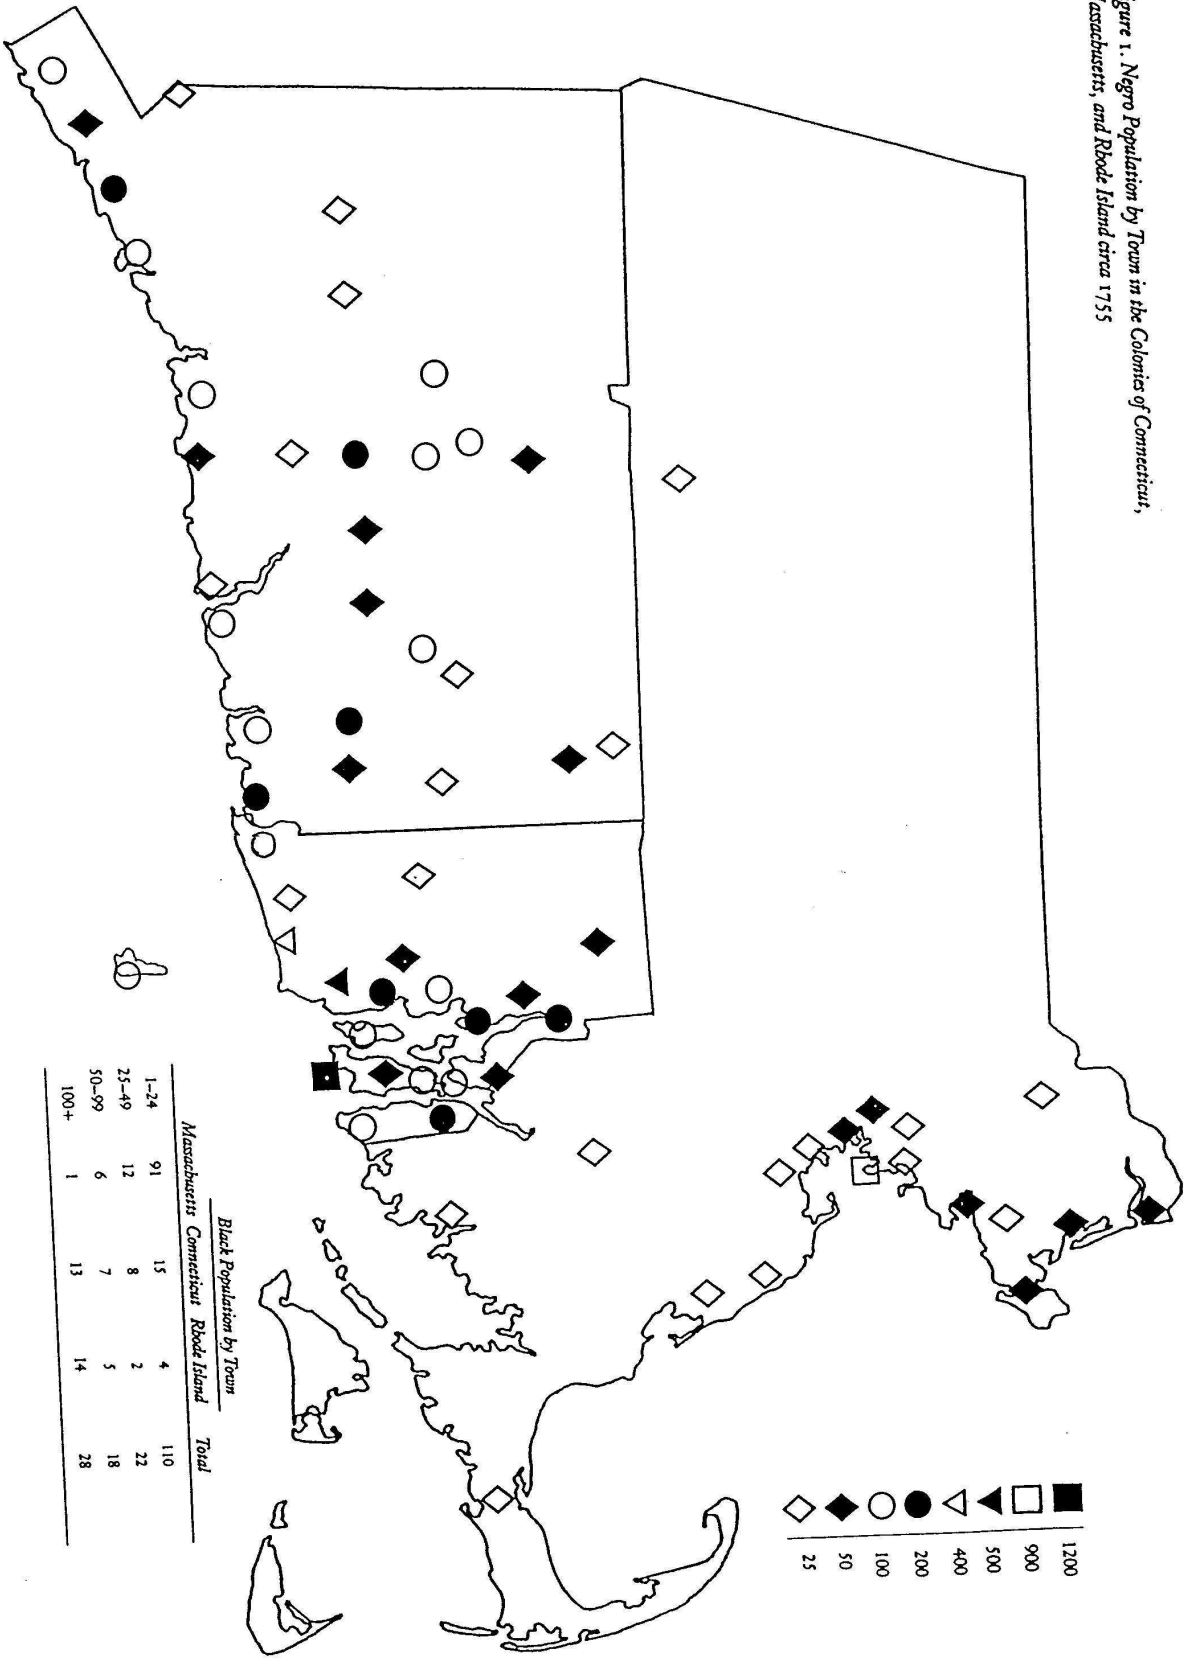 igure 1. Negro Population by Town in the Colonies of Connecticut,
assachusetts, and Rhode Island circa 1755
1200
900
500
400
200
100
50
25
Black Population by Town
Massachusetts Connecticut Rhode Island Total
1–24 91 15 4 110
25–49 12 8 2 22
50–99 6 7 5 18
100+ 1 13 14 28